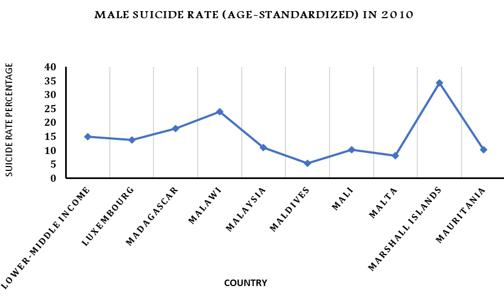 MALE SUICIDE RATE (AGE-STANDARDIZED) IN 2010
SUICIDE RATE PERCENTAGE
40
35
30
25
20
15
10
5
0
LOWER-MIDDLE INCOME
LUXEMBOURG
MADAGASCAR
MALAWI
MALAYSIA
MALDIVES
MALI
MALTA
MARSHALL ISLANDS
MAURITANIA
COUNTRY